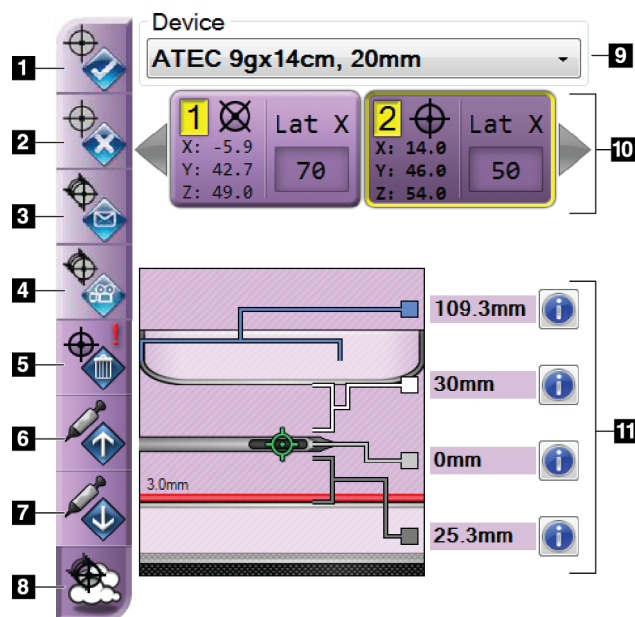 Device
1
ATEC 9gx14cm, 20mm
9
2
1 Lat X
X: -5.9
Y: 42.7
Z: 49.0
70
2 Lat X
X: 14.0
Y: 46.0
Z: 54.0
50
10
3
4
109.3mm
5
30mm
6
0mm
11
7
3.0mm
25.3mm
8